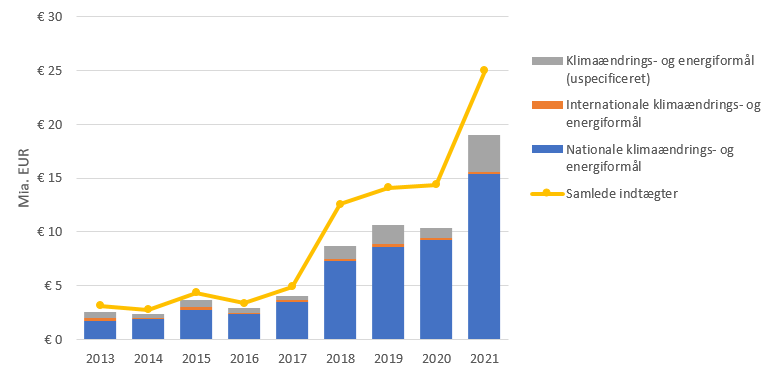 € 30
€ 25
€ 20
€ 15
€ 10
€ 5
€ 0
Mia. EUR
2013 2014 2015 2016 2017 2018 2019 2020 2021
Klimaændrings- og energiformål
(uspecificeret)
Internationale klimaændrings- og
energiformål
Nationale klimaændrings- og
energiformål
Samlede indtægter